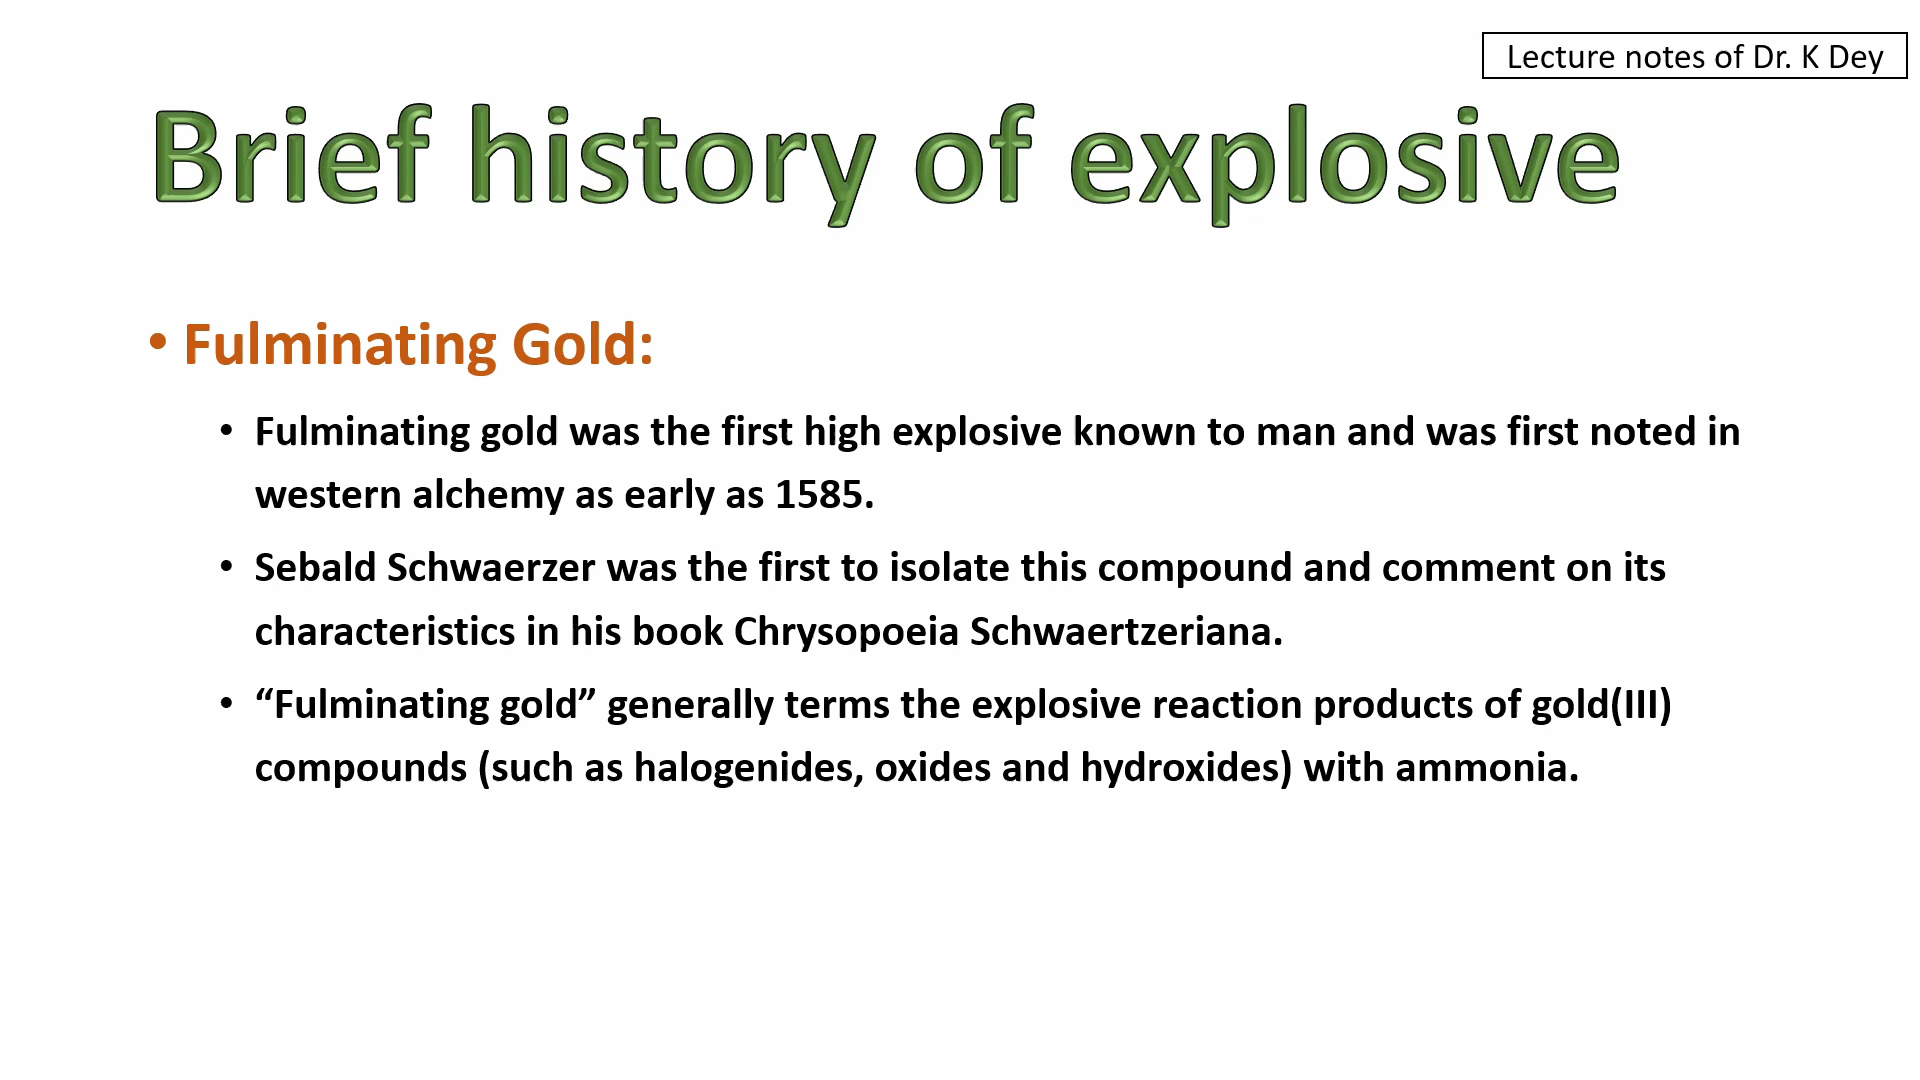 Lecture notes of Dr. K Dey
Brief history of explosive
• Fulminating Gold:
• Fulminating gold was the first high explosive known to man and was first noted in
western alchemy as early as 1585.
• Sebald Schwaerzer was the first to isolate this compound and comment on its
characteristics in his book Chrysopoeia Schwaertzeriana.
• “Fulminating gold” generally terms the explosive reaction products of gold(III)
compounds (such as halogenides, oxides and hydroxides) with ammonia.